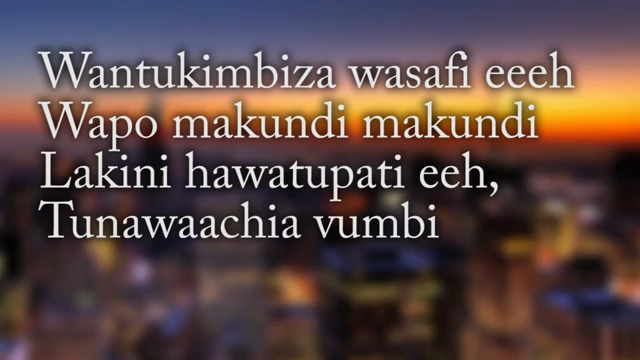 Wantukimbiza wasafi eeeh
Wapo makundi makundi
Lakini hawatupati eeh,
Tunawaachia vumbi